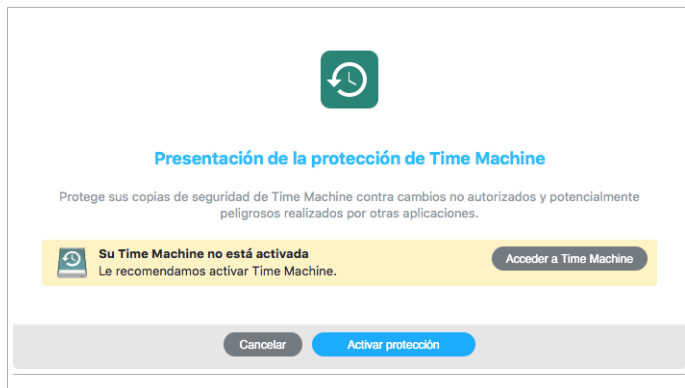 Presentación de la protección de Time Machine
Protege sus copias de seguridad de Time Machine contra cambios no autorizados y potencialmente
peligrosos realizados por otras aplicaciones.
Su Time Machine no está activada
Acceder a Time Machine
Le recomendamos activar Time Machine.
Cancelar
Activar protección